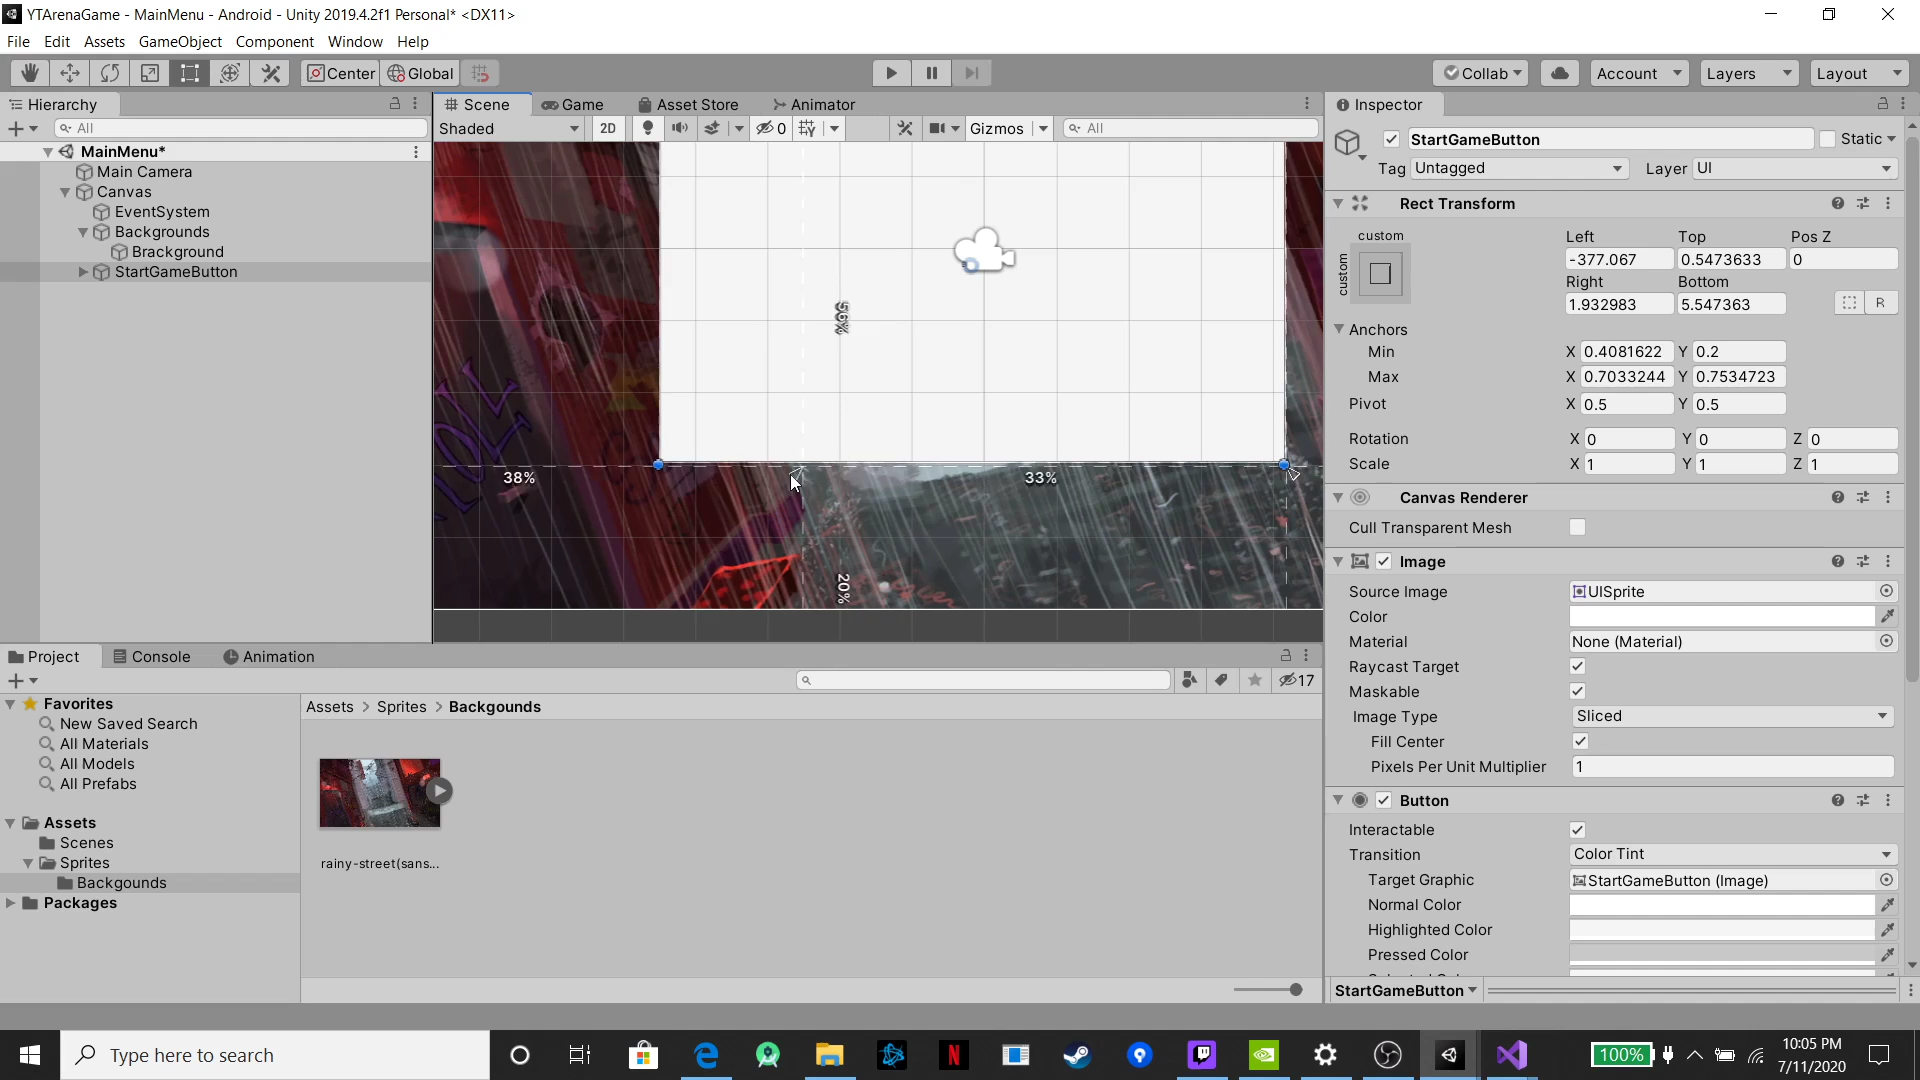 YTArenaGame - MainMenu - Android - Unity 2019.4.2f1 Personal* <DX11>
File Edit Assets GameObject Component Window Help
Center Global Collab Account Layers Layout
Hierarchy
All
MainMenu*
Main Camera
Canvas
EventSystem
Backgrounds
Brackground
StartGameButton
Scene Game Asset Store Animator
Shaded 2D 0 Gizmos All
56%
38% 33%
20%
Inspector
StartGameButton Static
Tag Untagged Layer UI
Rect Transform
custom
custom
Left Top Pos Z
-377.067 0.5473633 0
Right Bottom
1.932983 5.547363 R
Anchors
Min X 0.4081622 Y 0.2
Max X 0.7033244 Y 0.7534723
Pivot X 0.5 Y 0.5
Rotation X 0 Y 0 Z 0
Scale X 1 Y 1 Z 1
Canvas Renderer
Cull Transparent Mesh
Image
Source Image UISprite
Color
Material None (Material)
Raycast Target
Maskable
Image Type Sliced
Fill Center
Pixels Per Unit Multiplier 1
Button
Interactable
Transition Color Tint
Target Graphic StartGameButton (Image)
Normal Color
Highlighted Color
Pressed Color
StartGameButton
Project Console Animation
17
Favorites
New Saved Search
All Materials
All Models
All Prefabs
Assets
Scenes
Sprites
Backgounds
Packages
Assets > Sprites > Backgounds
rainy-street(sans...
Type here to search
N
100%
10:05 PM
7/11/2020